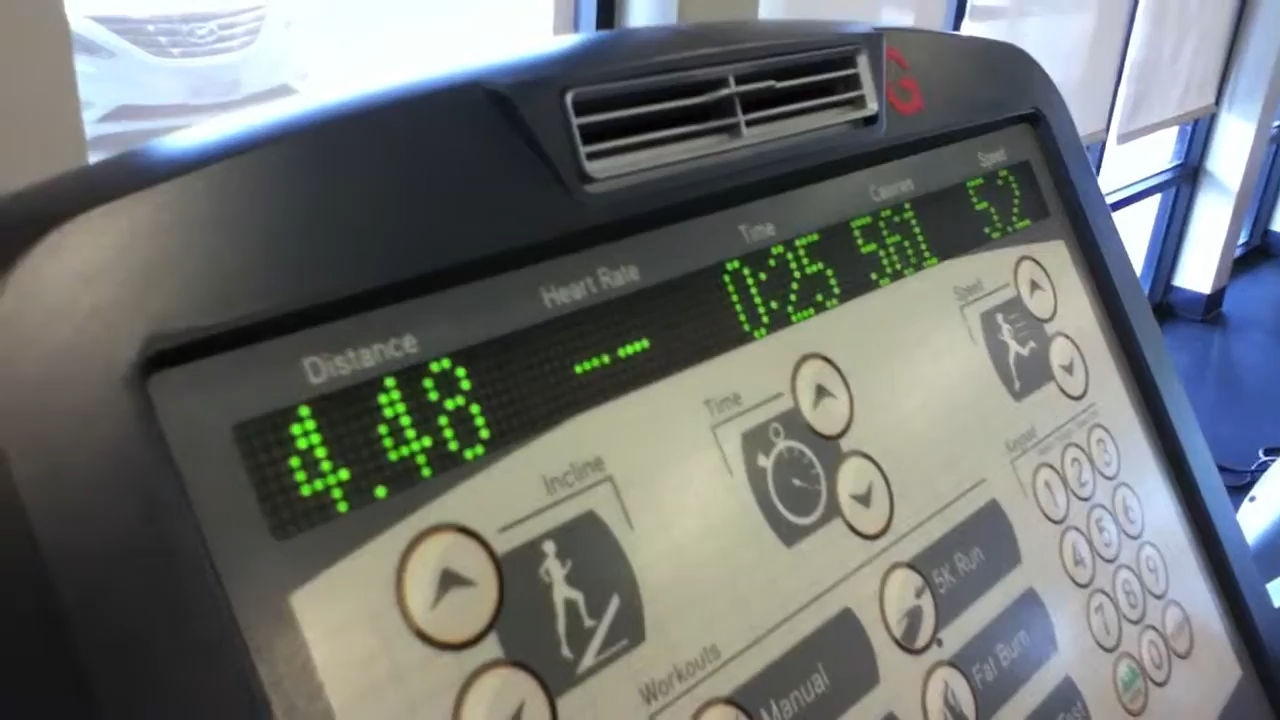 G
Distance Heart Rate Time Calories Speed
4.48 ---- 0:25 561 5.2
Incline
Time
Speed
Keypad
1 2 3
4 5 6
7 8 9
0
Workouts
Manual
5K Run
Fat Burn